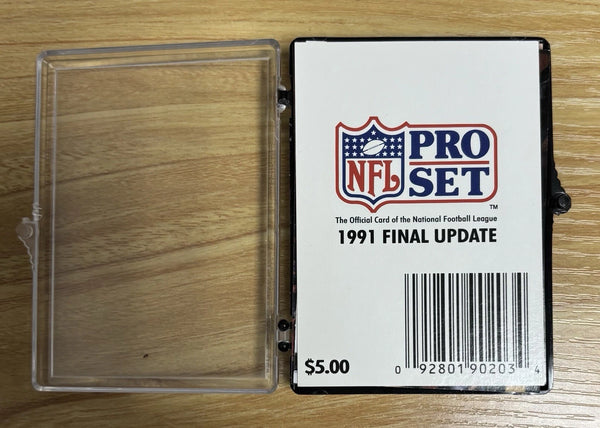 NFL
PRO
SET
TM
The Official Card of the National Football League
1991 FINAL UPDATE
$5.00
0 92801 90203 4